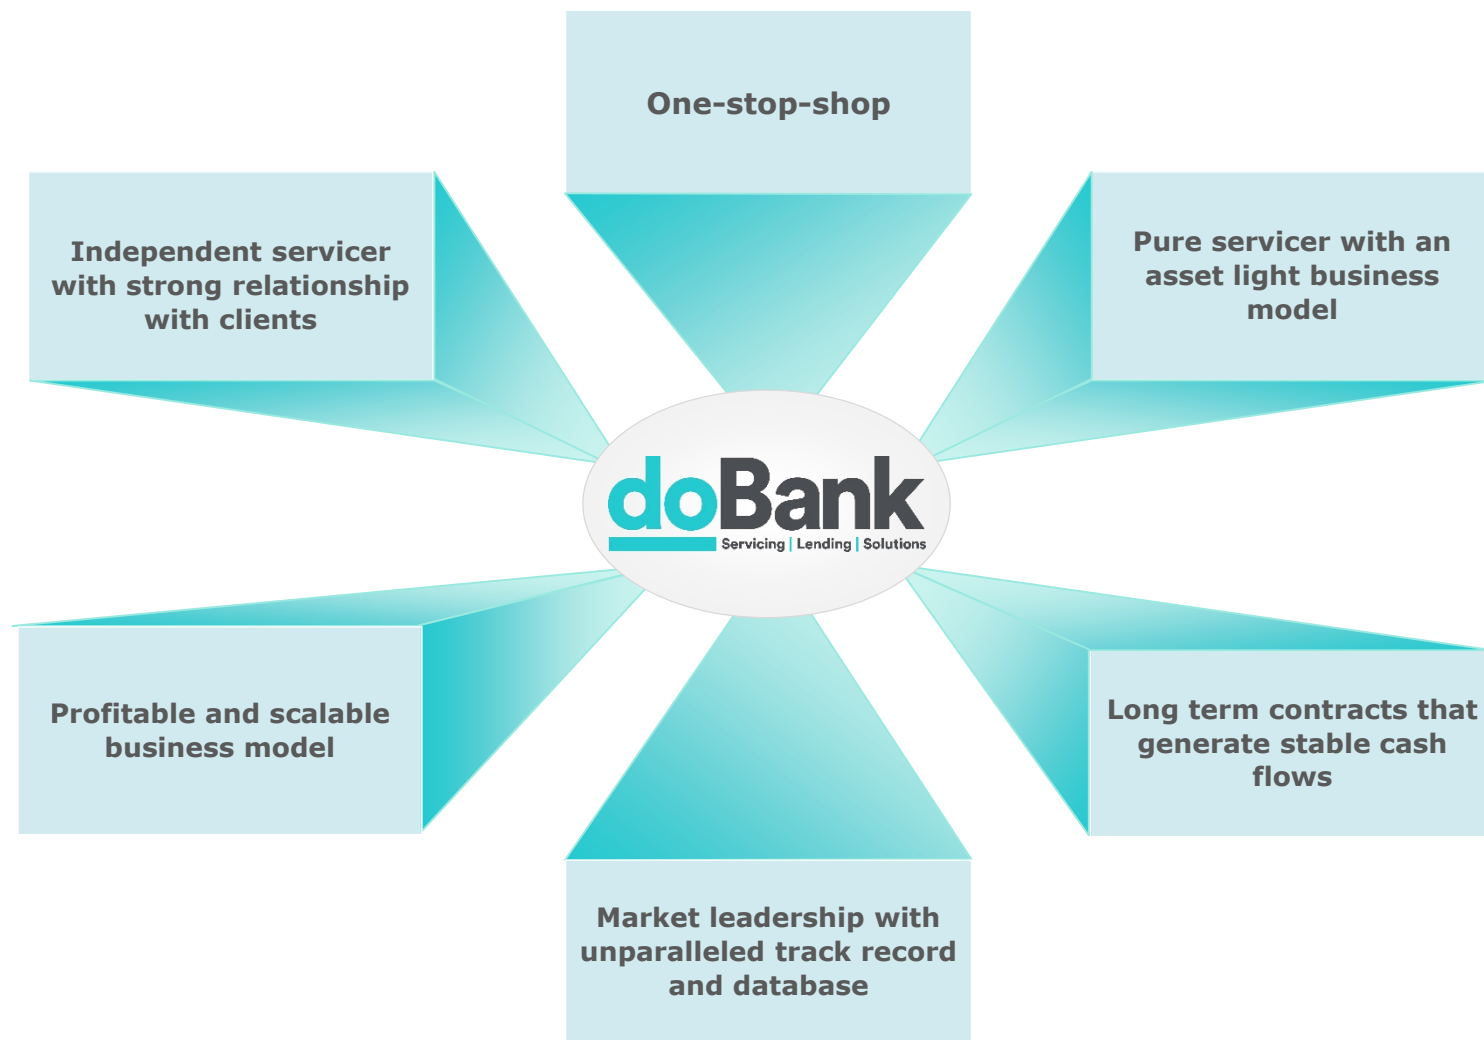 One-stop-shop
Independent servicer
with strong relationship
with clients
Pure servicer with an
asset light business
model
doBank
Servicing | Lending | Solutions
Profitable and scalable
business model
Long term contracts that
generate stable cash
flows
Market leadership with
unparalleled track record
and database